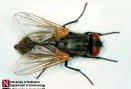 University of Nebraska
Department of Entomology